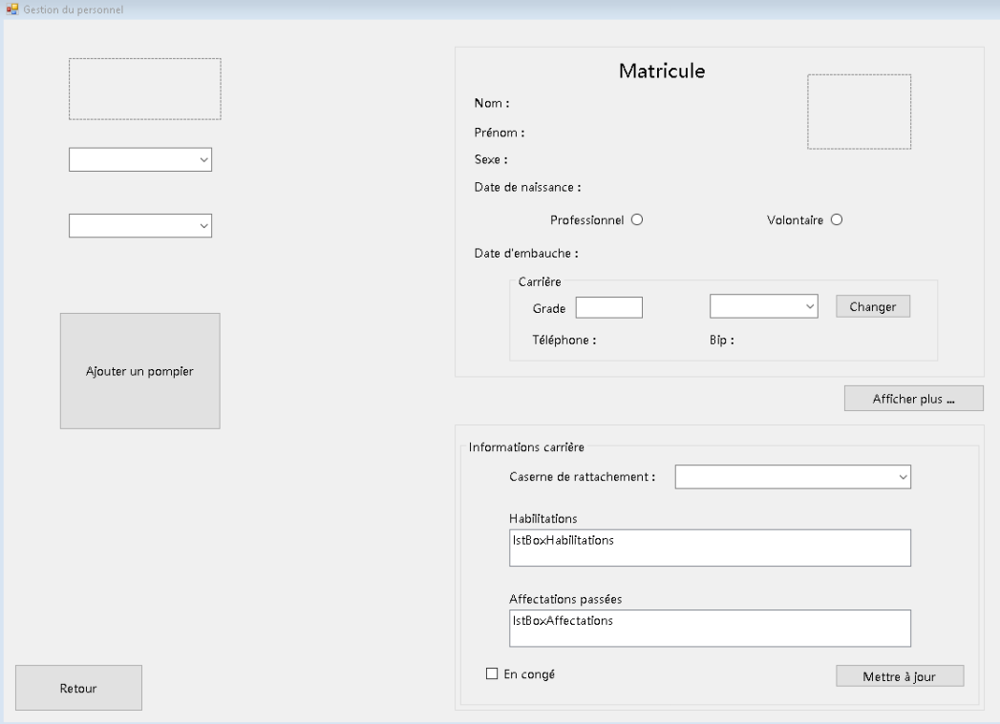 Gestion du personnel
Matricule
Nom :
Prénom :
Sexe :
Date de naissance :
Professionnel
Volontaire
Date d'embauche :
Carrière
Grade
Changer
Téléphone :
Bip :
Ajouter un pompier
Afficher plus ...
Informations carrière
Caserne de rattachement :
Habilitations
lstBoxHabilitations
Affectations passées
lstBoxAffectations
En congé
Mettre à jour
Retour